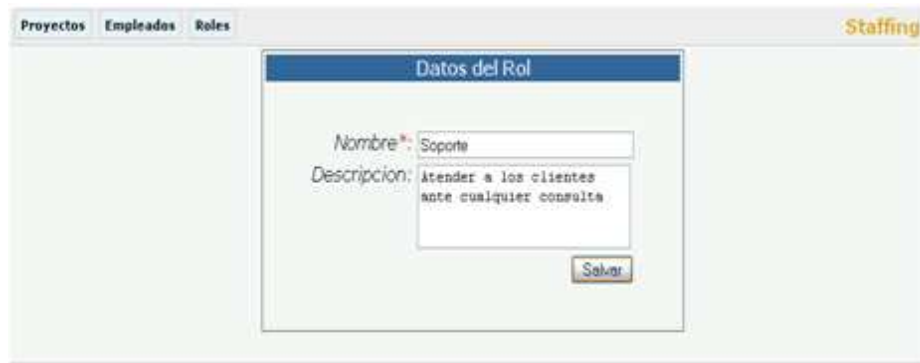 Proyectos Empleados Roles Staffing
Datos del Rol
Nombre*: Soporte
Descripcion: Atender a los clientes
ante cualquier consulta
Salvar